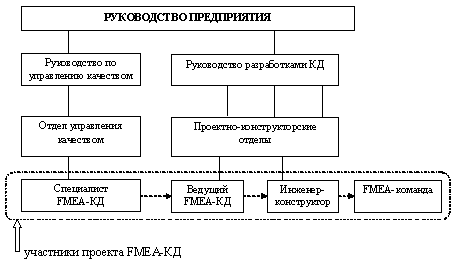 РУКОВОДСТВО ПРЕДПРИЯТИЯ
Руководство по
управлению качеством
Руководство разработками КД
Отдел управления
качеством
Проектно-конструкторские
отделы
Специалист
FMEA-КД
Ведущий
FMEA-КД
Инженер-
конструктор
FMEA-команда
участники проекта FMEA-КД